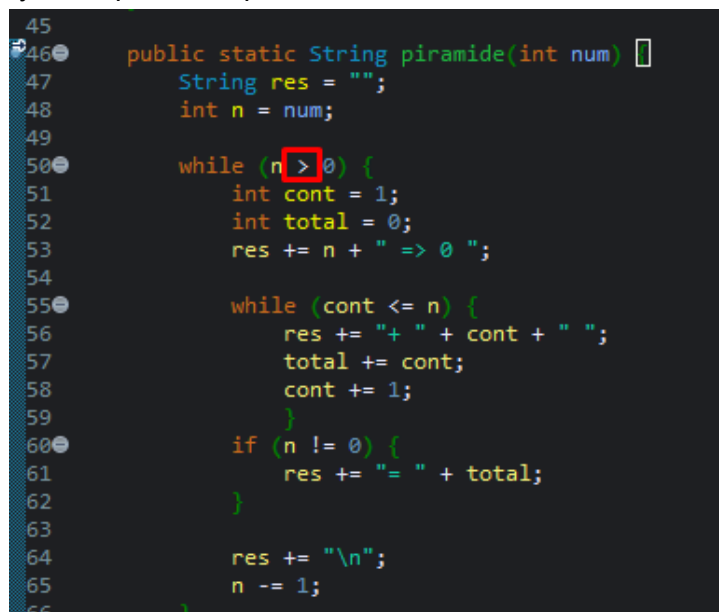 45
46 public static String piramide(int num) {
47 String res = "";
48 int n = num;
49
50 while (n > 0) {
51 int cont = 1;
52 int total = 0;
53 res += n + " => 0 ";
54
55 while (cont <= n) {
56 res += "+ " + cont + " ";
57 total += cont;
58 cont += 1;
59 }
60 if (n != 0) {
61 res += "= " + total;
62 }
63
64 res += "\n";
65 n -= 1;